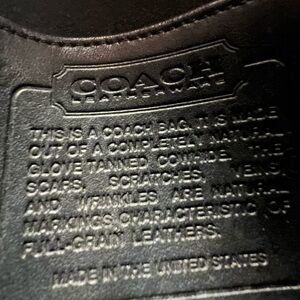 COACH
LEATHERWARE
THIS IS A COACH BAG. IT IS MADE
OUT OF A COMPLETELY NATURAL
GLOVE TANNED COWHIDE. THE
SCARS, SCRATCHES, VEINS
AND WRINKLES ARE NATURAL
MARKINGS CHARACTERISTIC OF
FULL-GRAIN LEATHERS.
MADE IN THE UNITED STATES